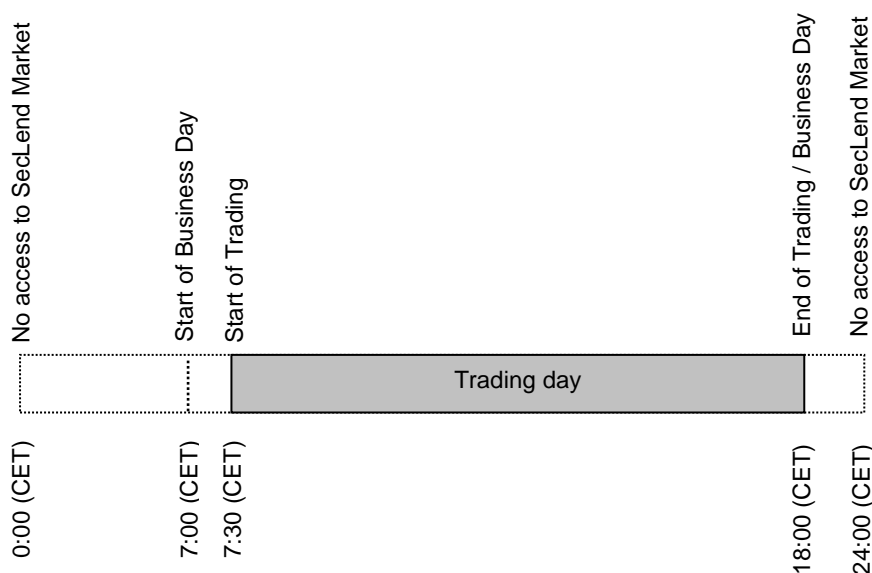 No access to SecLend Market
Start of Business Day
Start of Trading
End of Trading / Business Day
No access to SecLend Market
Trading day
0:00 (CET)
7:00 (CET)
7:30 (CET)
18:00 (CET)
24:00 (CET)